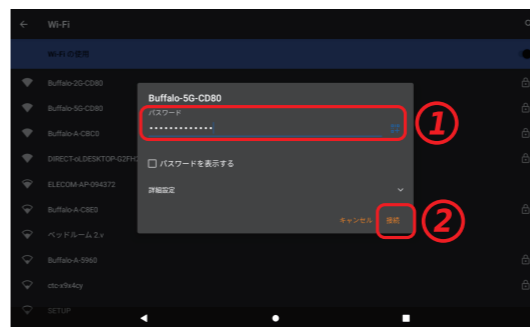 Wi-Fi
Wi-Fi の使用
Buffalo-2G-CD80
Buffalo-5G-CD80
Buffalo-A-CBC0
DIRECT-oLDESKTOP-G2FH
ELECOM-AP-094372
Buffalo-A-C8E0
ベッドルーム 2.v
Buffalo-A-5960
ctc-x9x4cy
SETUP
Buffalo-5G-CD80
パスワード
•••••••••••••
パスワードを表示する
詳細設定
キャンセル
接続
1
2